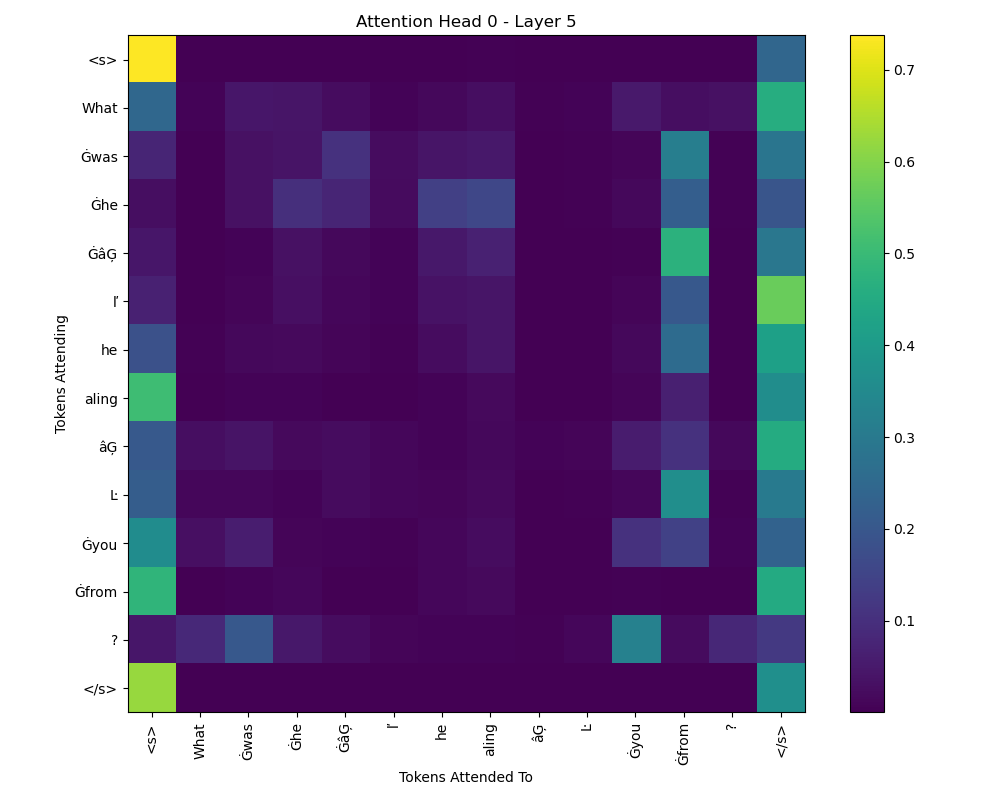 Attention Head 0 - Layer 5
<s>
What
Ġwas
Ġhe
ĠâĢ
ľ
he
aling
âĢ
Ŀ
Ġyou
Ġfrom
?
</s>
Tokens Attending
<s>
What
Ġwas
Ġhe
ĠâĢ
ľ
he
aling
âĢ
Ŀ
Ġyou
Ġfrom
?
</s>
Tokens Attended To
0.7
0.6
0.5
0.4
0.3
0.2
0.1